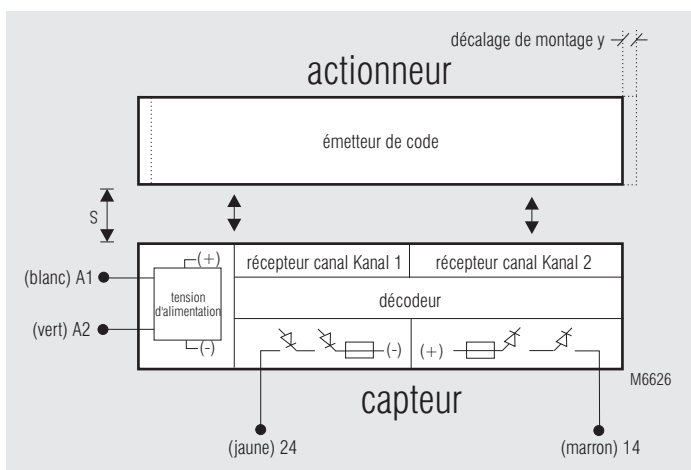 décalage de montage y
actionneur
émetteur de code
S
(+)
récepteur canal Kanal 1
récepteur canal Kanal 2
(blanc) A1
tension
d'alimentation
décodeur
(vert) A2
(-)
(-)
(+)
M6626
capteur
(jaune) 24
(marron) 14